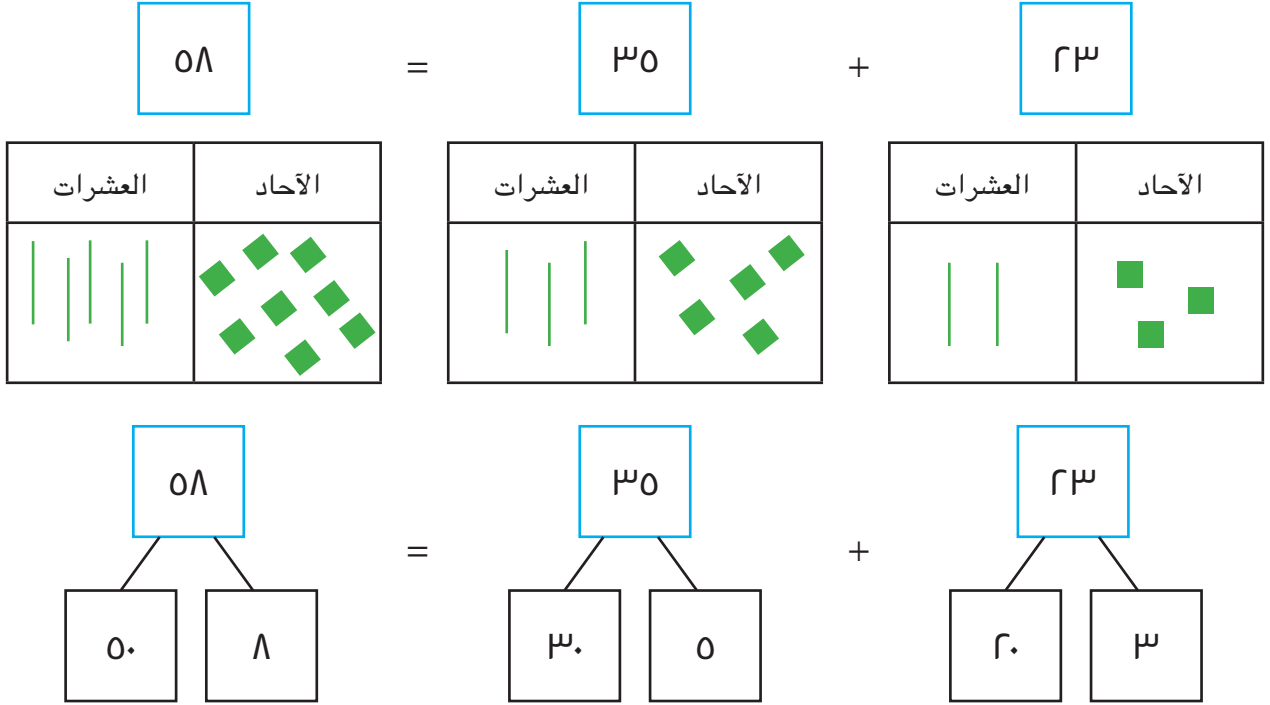 ٢٣ + ٣٥ = ٥٨
الآحاد العشرات الآحاد العشرات الآحاد العشرات
٢٣ + ٣٥ = ٥٨
٣ ٢٠ ٥ ٣٠ ٨ ٥٠